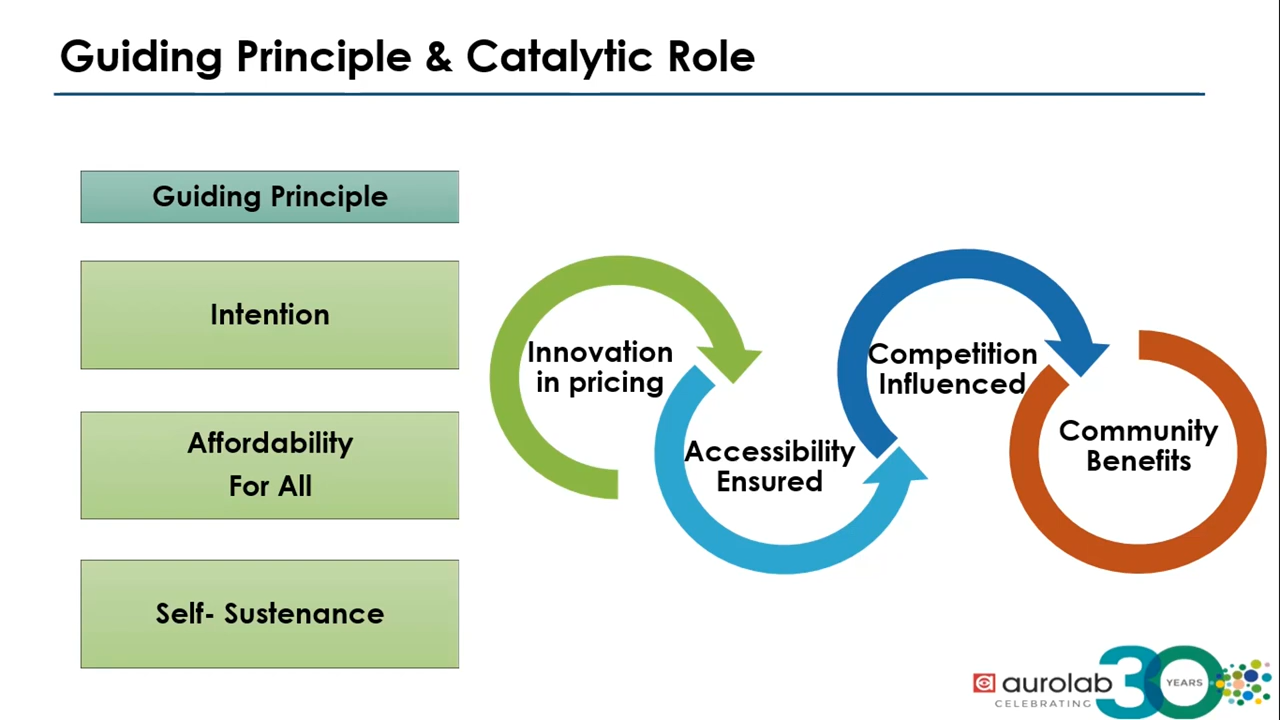 Guiding Principle & Catalytic Role
Guiding Principle
Intention
Affordability
For All
Self- Sustenance
Innovation
in pricing
Accessibility
Ensured
Competition
Influenced
Community
Benefits
aurolab
CELEBRATING
30
YEARS